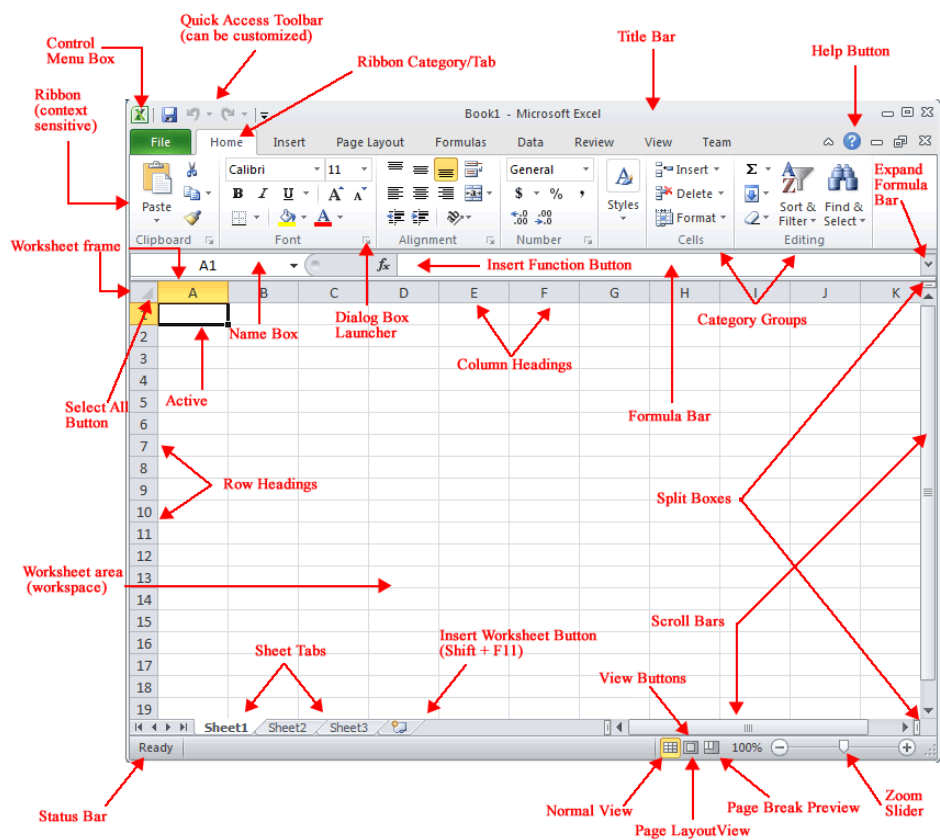 Quick Access Toolbar
(can be customized)
Control
Menu Box
Ribbon Category/Tab
Title Bar
Help Button
Ribbon
(context
sensitive)
Book1 - Microsoft Excel
File Home Insert Page Layout Formulas Data Review View Team
Calibri 11 General Insert Σ
Paste B I U A A $ % , Styles Delete Sort & Find &
A .0 .00 .00 .0 Format Filter Select
Clipboard Font Alignment Number Cells Editing
Expand
Formula
Bar
Worksheet frame
A1 fx Insert Function Button
A B C D E F G H I J K
Name Box
Dialog Box
Launcher
Column Headings
Category Groups
Select All
Button
Active
Formula Bar
1
2
3
4
5
6
7
8
9
10
11
12
13
14
15
16
17
18
19
Row Headings
Split Boxes
Worksheet area
(workspace)
Scroll Bars
Sheet Tabs
Insert Worksheet Button
(Shift + F11)
View Buttons
Sheet1 Sheet2 Sheet3
Ready 100%
Status Bar
Normal View
Page LayoutView
Page Break Preview
Zoom
Slider